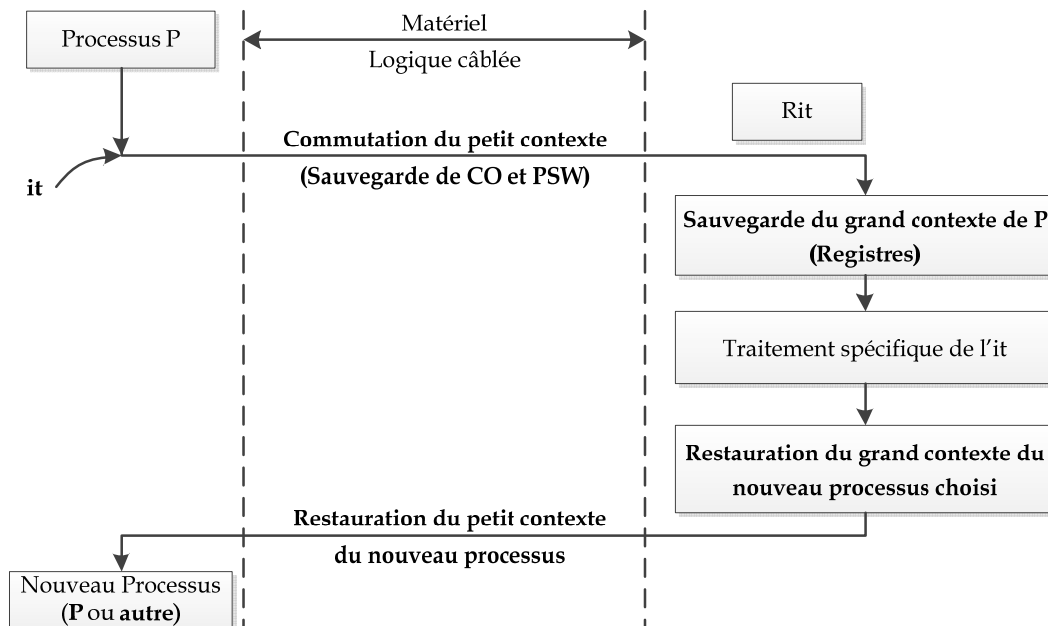 Processus P
Matériel
Logique câblée
Rit
Commutation du petit contexte
(Sauvegarde de CO et PSW)
it
Sauvegarde du grand contexte de P
(Registres)
Traitement spécifique de l'it
Restauration du grand contexte du
nouveau processus choisi
Restauration du petit contexte
du nouveau processus
Nouveau Processus
(P ou autre)